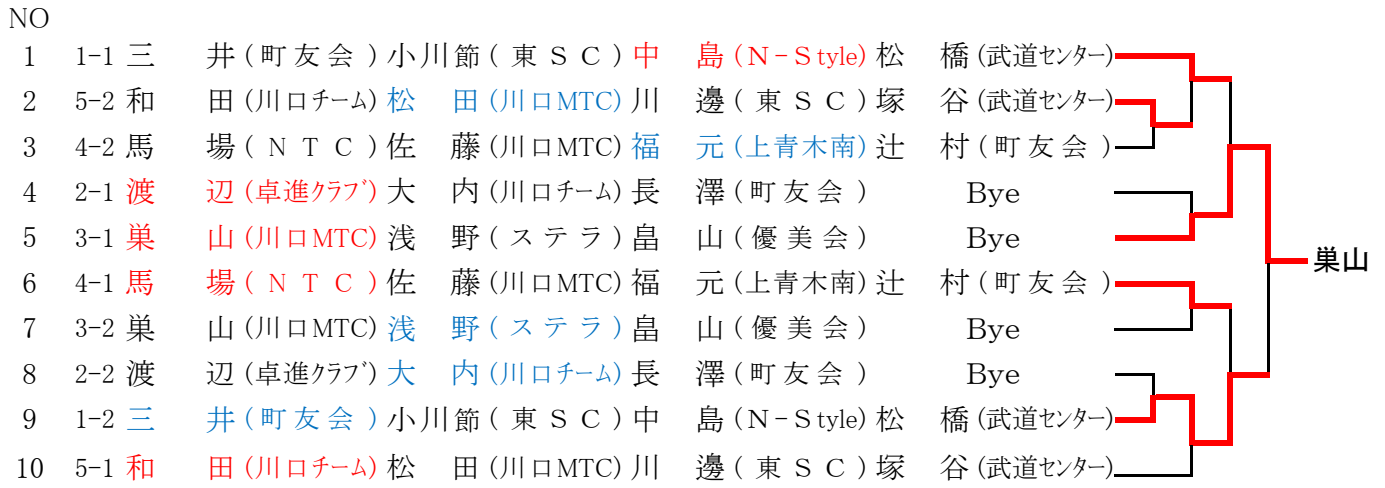 NO
1 1-1 三 井(町友会) 小川節(東SC) 中 島(N-Style) 松 橋(武道センター)
2 5-2 和 田(川口チーム) 松 田(川口MTC) 川 邊(東SC) 塚 谷(武道センター)
3 4-2 馬 場(NTC) 佐 藤(川口MTC) 福 元(上青木南) 辻 村(町友会)
4 2-1 渡 辺(卓進クラブ) 大 内(川口チーム) 長 澤(町友会) Bye
5 3-1 巣 山(川口MTC) 浅 野(ステラ) 畠 山(優美会) Bye
巣山
6 4-1 馬 場(NTC) 佐 藤(川口MTC) 福 元(上青木南) 辻 村(町友会)
7 3-2 巣 山(川口MTC) 浅 野(ステラ) 畠 山(優美会) Bye
8 2-2 渡 辺(卓進クラブ) 大 内(川口チーム) 長 澤(町友会) Bye
9 1-2 三 井(町友会) 小川節(東SC) 中 島(N-Style) 松 橋(武道センター)
10 5-1 和 田(川口チーム) 松 田(川口MTC) 川 邊(東SC) 塚 谷(武道センター)